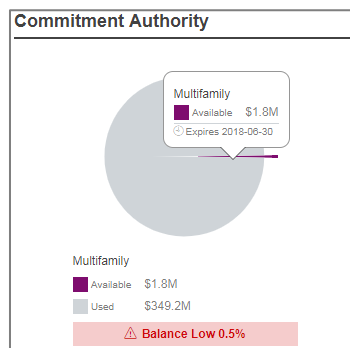 Commitment Authority
Multifamily
Available $1.8M
Expires 2018-06-30
Multifamily
Available $1.8M
Used $349.2M
Balance Low 0.5%